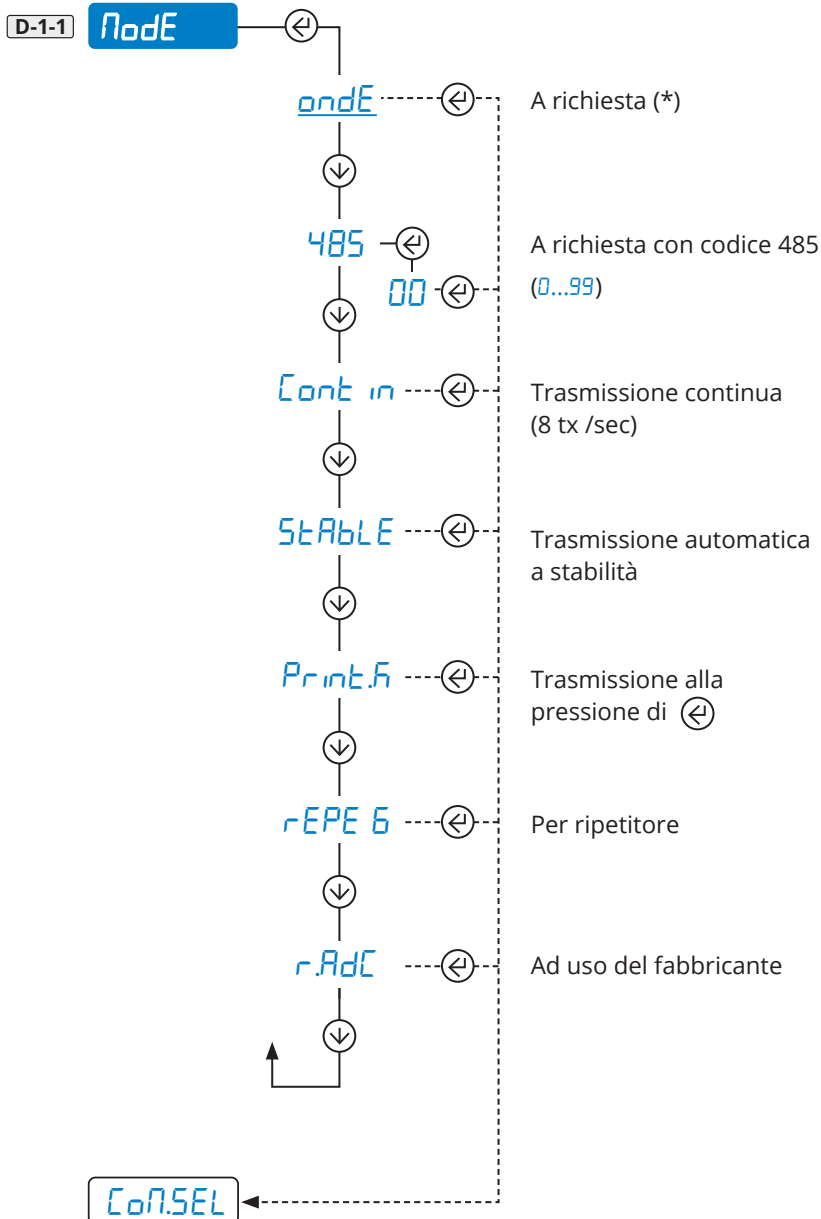 D-1-1 ModE
ondE
A richiesta (*)
485
A richiesta con codice 485
00
(0...99)
Contin
Trasmissione continua
(8 tx /sec)
StAbLE
Trasmissione automatica
a stabilità
Print.6
Trasmissione alla
pressione di
rEPE 6
Per ripetitore
r.AdC
Ad uso del fabbricante
CoM.SEL